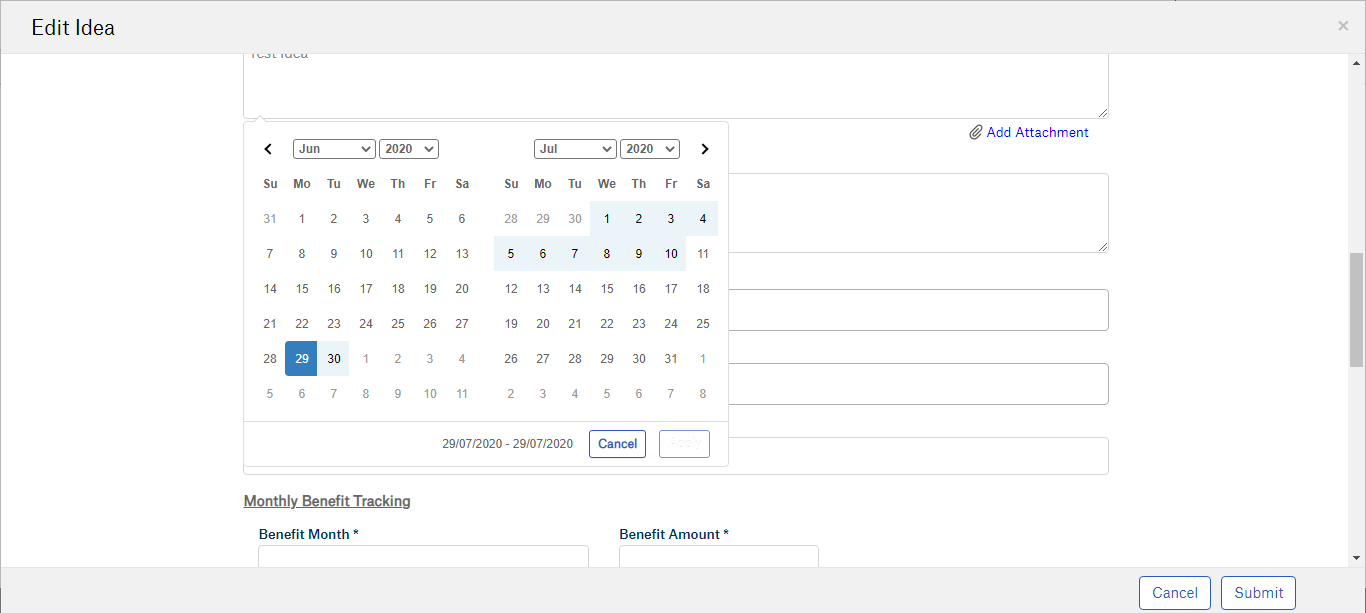 Edit Idea ×
Test Idea
Add Attachment
Jun 2020 Jul 2020
Su Mo Tu We Th Fr Sa Su Mo Tu We Th Fr Sa
31 1 2 3 4 5 6 28 29 30 1 2 3 4
7 8 9 10 11 12 13 5 6 7 8 9 10 11
14 15 16 17 18 19 20 12 13 14 15 16 17 18
21 22 23 24 25 26 27 19 20 21 22 23 24 25
28 29 30 1 2 3 4 26 27 28 29 30 31 1
5 6 7 8 9 10 11 2 3 4 5 6 7 8
29/07/2020 - 29/07/2020 Cancel Apply
Monthly Benefit Tracking
Benefit Month * Benefit Amount *
Cancel Submit